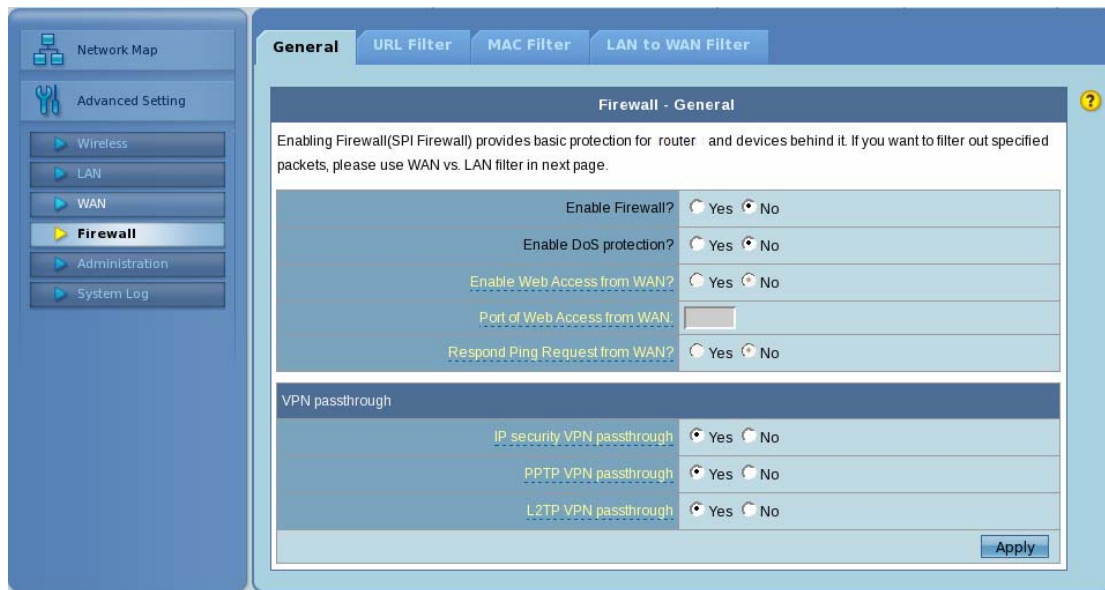 Network Map
Advanced Setting
Wireless
LAN
WAN
Firewall
Administration
System Log
General URL Filter MAC Filter LAN to WAN Filter
Firewall - General
?
Enabling Firewall(SPI Firewall) provides basic protection for router and devices behind it. If you want to filter out specified
packets, please use WAN vs. LAN filter in next page.
Enable Firewall? Yes No
Enable DoS protection? Yes No
Enable Web Access from WAN? Yes No
Port of Web Access from WAN:
Respond Ping Request from WAN? Yes No
VPN passthrough
IP security VPN passthrough Yes No
PPTP VPN passthrough Yes No
L2TP VPN passthrough Yes No
Apply